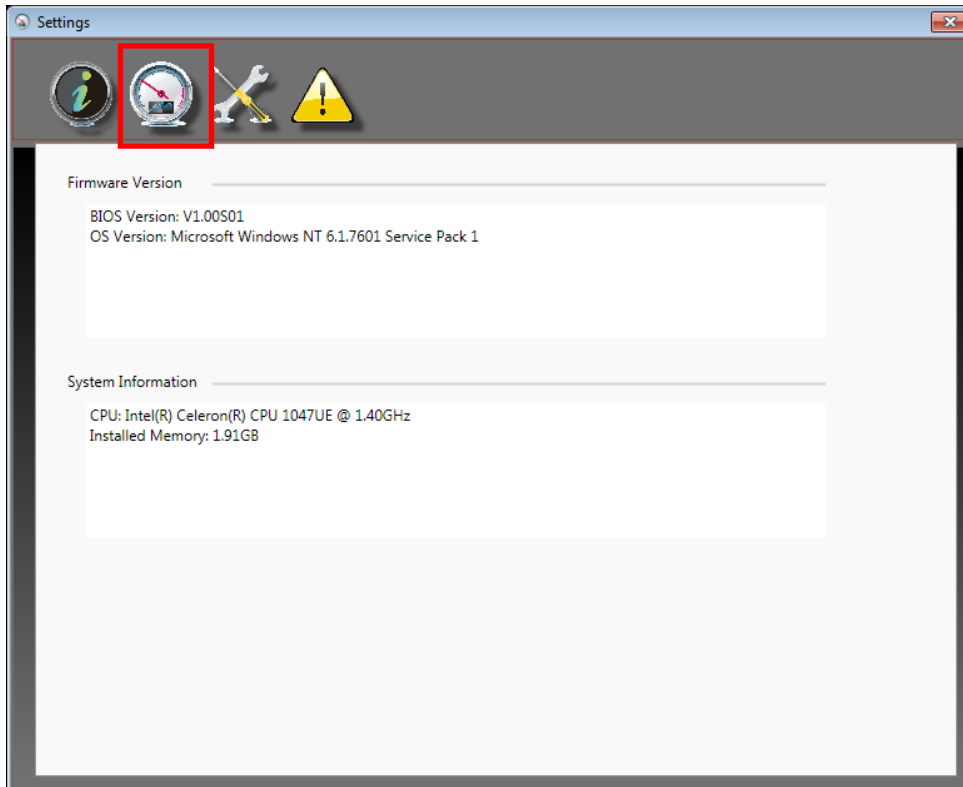 Settings
Firmware Version
BIOS Version: V1.00S01
OS Version: Microsoft Windows NT 6.1.7601 Service Pack 1
System Information
CPU: Intel(R) Celeron(R) CPU 1047UE @ 1.40GHz
Installed Memory: 1.91GB